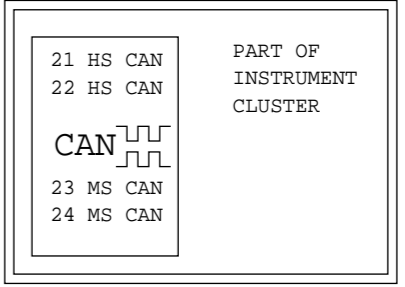 21 HS CAN
22 HS CAN
CAN
23 MS CAN
24 MS CAN
PART OF
INSTRUMENT
CLUSTER